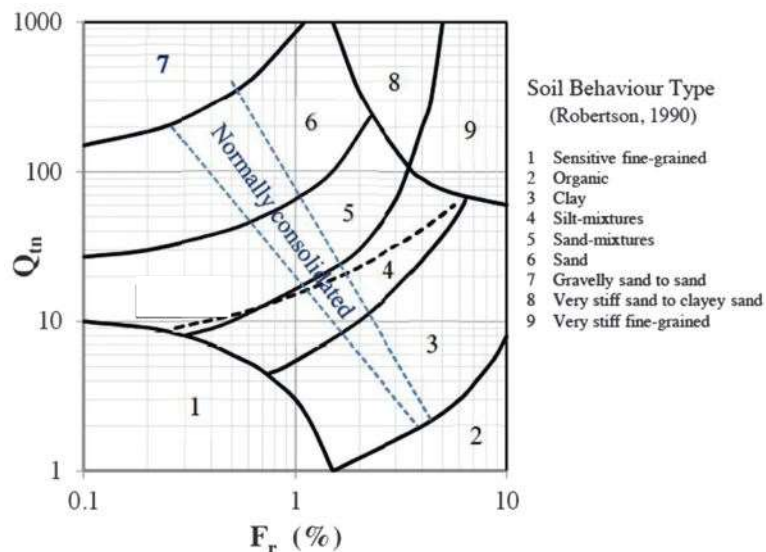 1000
100
10
1
0.1
1
10
Qtn
Fr (%)
7
8
6
9
5
4
3
1
2
Normally consolidated
Soil Behaviour Type
(Robertson, 1990)
1 Sensitive fine-grained
2 Organic
3 Clay
4 Silt-mixtures
5 Sand-mixtures
6 Sand
7 Gravelly sand to sand
8 Very stiff sand to clayey sand
9 Very stiff fine-grained